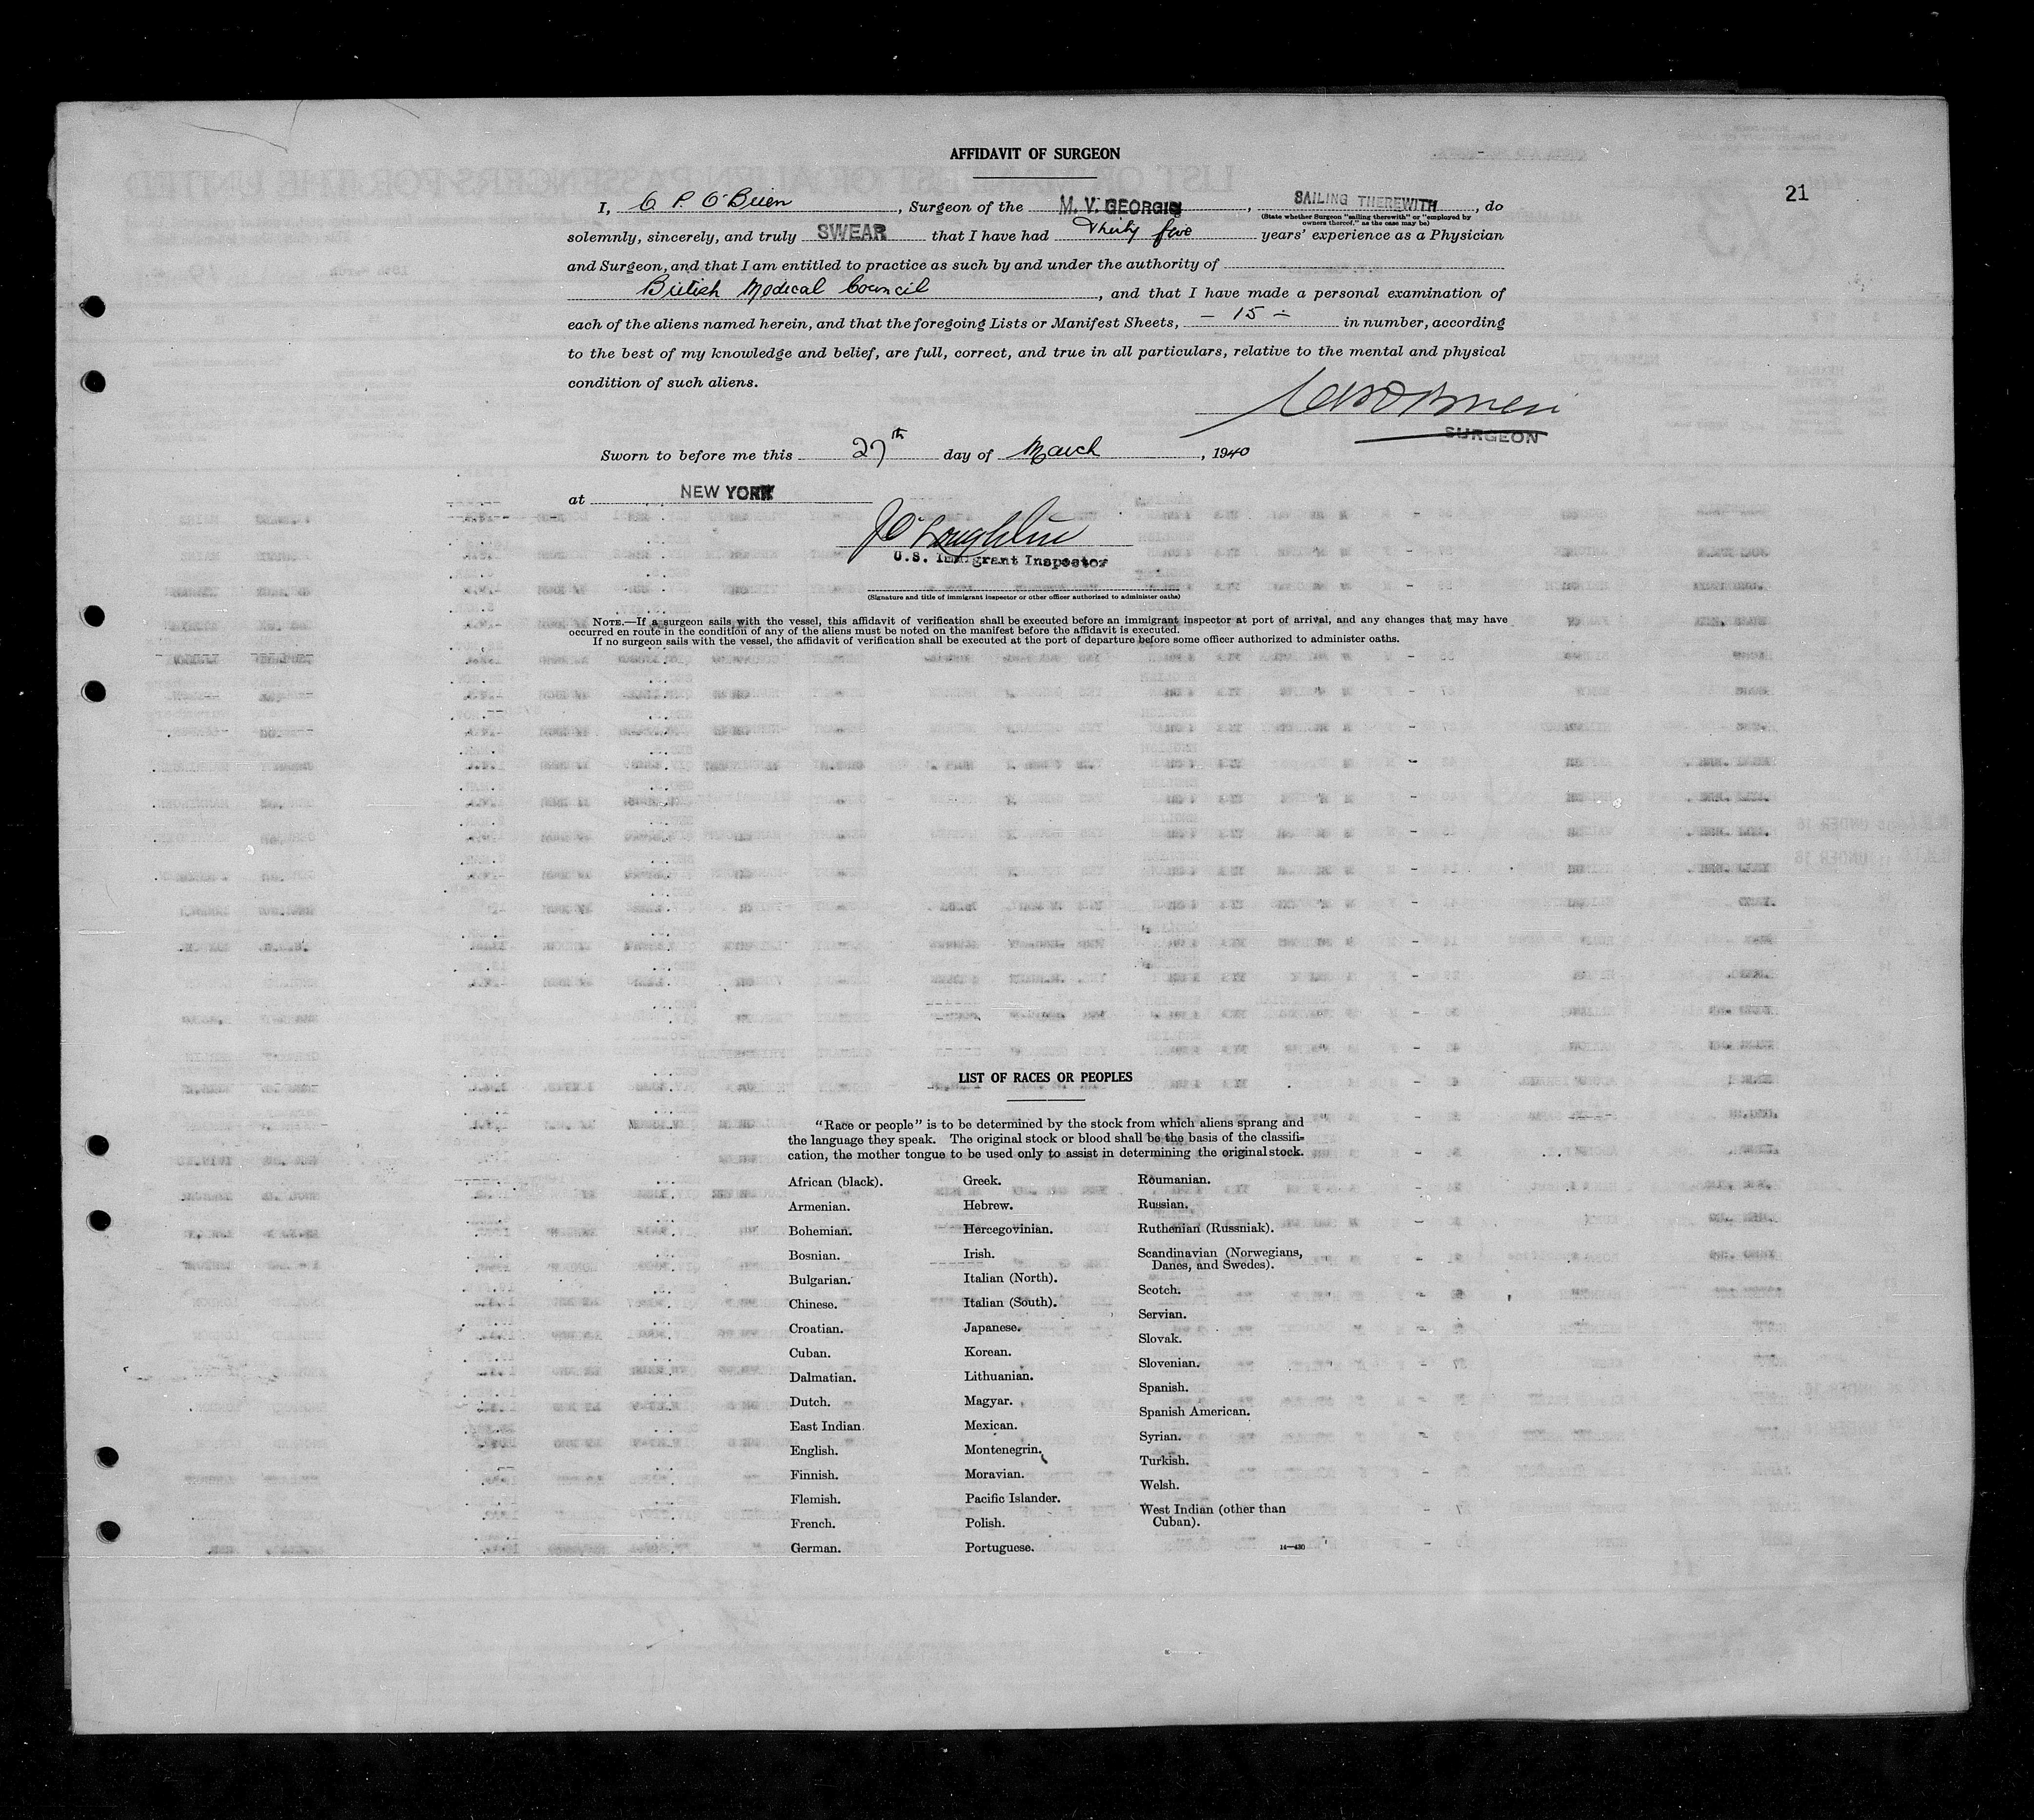 AFFIDAVIT OF SURGEON
21
I, C P O'Brien, Surgeon of the M. V. GEORGIC, SAILING THEREWITH, do
(State whether Surgeon "sailing therewith" or "employed by
owners thereof," as the case may be)
solemnly, sincerely, and truly SWEAR that I have had Thirty five years' experience as a Physician
and Surgeon, and that I am entitled to practice as such by and under the authority of
British Medical Council, and that I have made a personal examination of
each of the aliens named herein, and that the foregoing Lists or Manifest Sheets, - 15 - in number, according
to the best of my knowledge and belief, are full, correct, and true in all particulars, relative to the mental and physical
condition of such aliens.
SURGEON
Sworn to before me this 27th day of March, 1940
at NEW YORK
J O'Loughlin
U.S. Immigrant Inspector
(Signature and title of immigrant inspector or other officer authorized to administer oaths)
NOTE.—If a surgeon sails with the vessel, this affidavit of verification shall be executed before an immigrant inspector at port of arrival, and any changes that may have
occurred en route in the condition of any of the aliens must be noted on the manifest before the affidavit is executed.
If no surgeon sails with the vessel, the affidavit of verification shall be executed at the port of departure before some officer authorized to administer oaths.
LIST OF RACES OR PEOPLES
"Race or people" is to be determined by the stock from which aliens sprang and
the language they speak. The original stock or blood shall be the basis of the classifi-
cation, the mother tongue to be used only to assist in determining the original stock.
African (black).
Armenian.
Bohemian.
Bosnian.
Bulgarian.
Chinese.
Croatian.
Cuban.
Dalmatian.
Dutch.
East Indian.
English.
Finnish.
Flemish.
French.
German.
Greek.
Hebrew.
Hercegovinian.
Irish.
Italian (North).
Italian (South).
Japanese.
Korean.
Lithuanian.
Magyar.
Mexican.
Montenegrin.
Moravian.
Pacific Islander.
Polish.
Portuguese.
Roumanian.
Russian.
Ruthenian (Russniak).
Scandinavian (Norwegians,
Danes, and Swedes).
Scotch.
Servian.
Slovak.
Slovenian.
Spanish.
Spanish American.
Syrian.
Turkish.
Welsh.
West Indian (other than
Cuban).
14—430